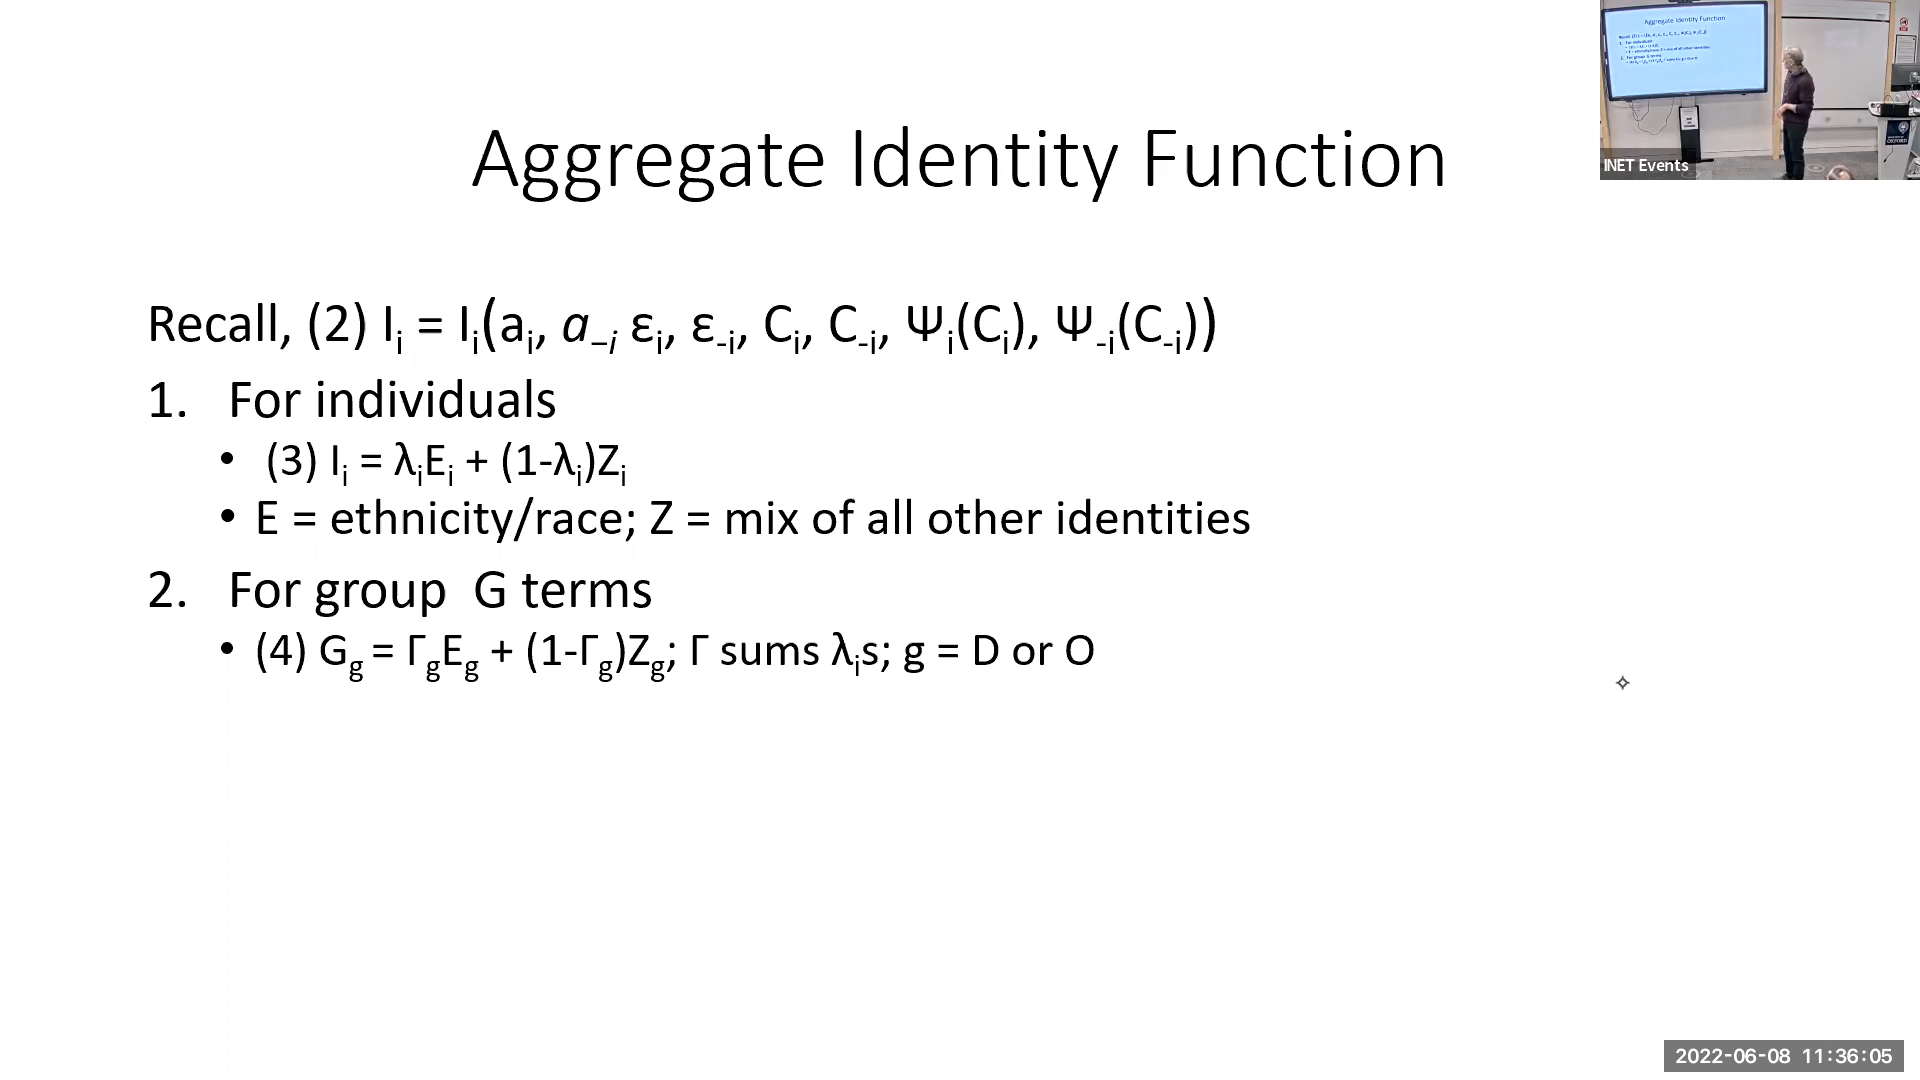 Aggregate Identity Function
Recall, (2) Iᵢ = Iᵢ(aᵢ, a₋ᵢ εᵢ, ε₋ᵢ, Cᵢ, C₋ᵢ, Ψᵢ(Cᵢ), Ψ₋ᵢ(C₋ᵢ))
1. For individuals
• (3) Iᵢ = λᵢEᵢ + (1-λᵢ)Zᵢ
• E = ethnicity/race; Z = mix of all other identities
2. For group G terms
• (4) G_g = Γ_gE_g + (1-Γ_g)Z_g; Γ sums λᵢs; g = D or O
INET Events
2022-06-08 11:36:05